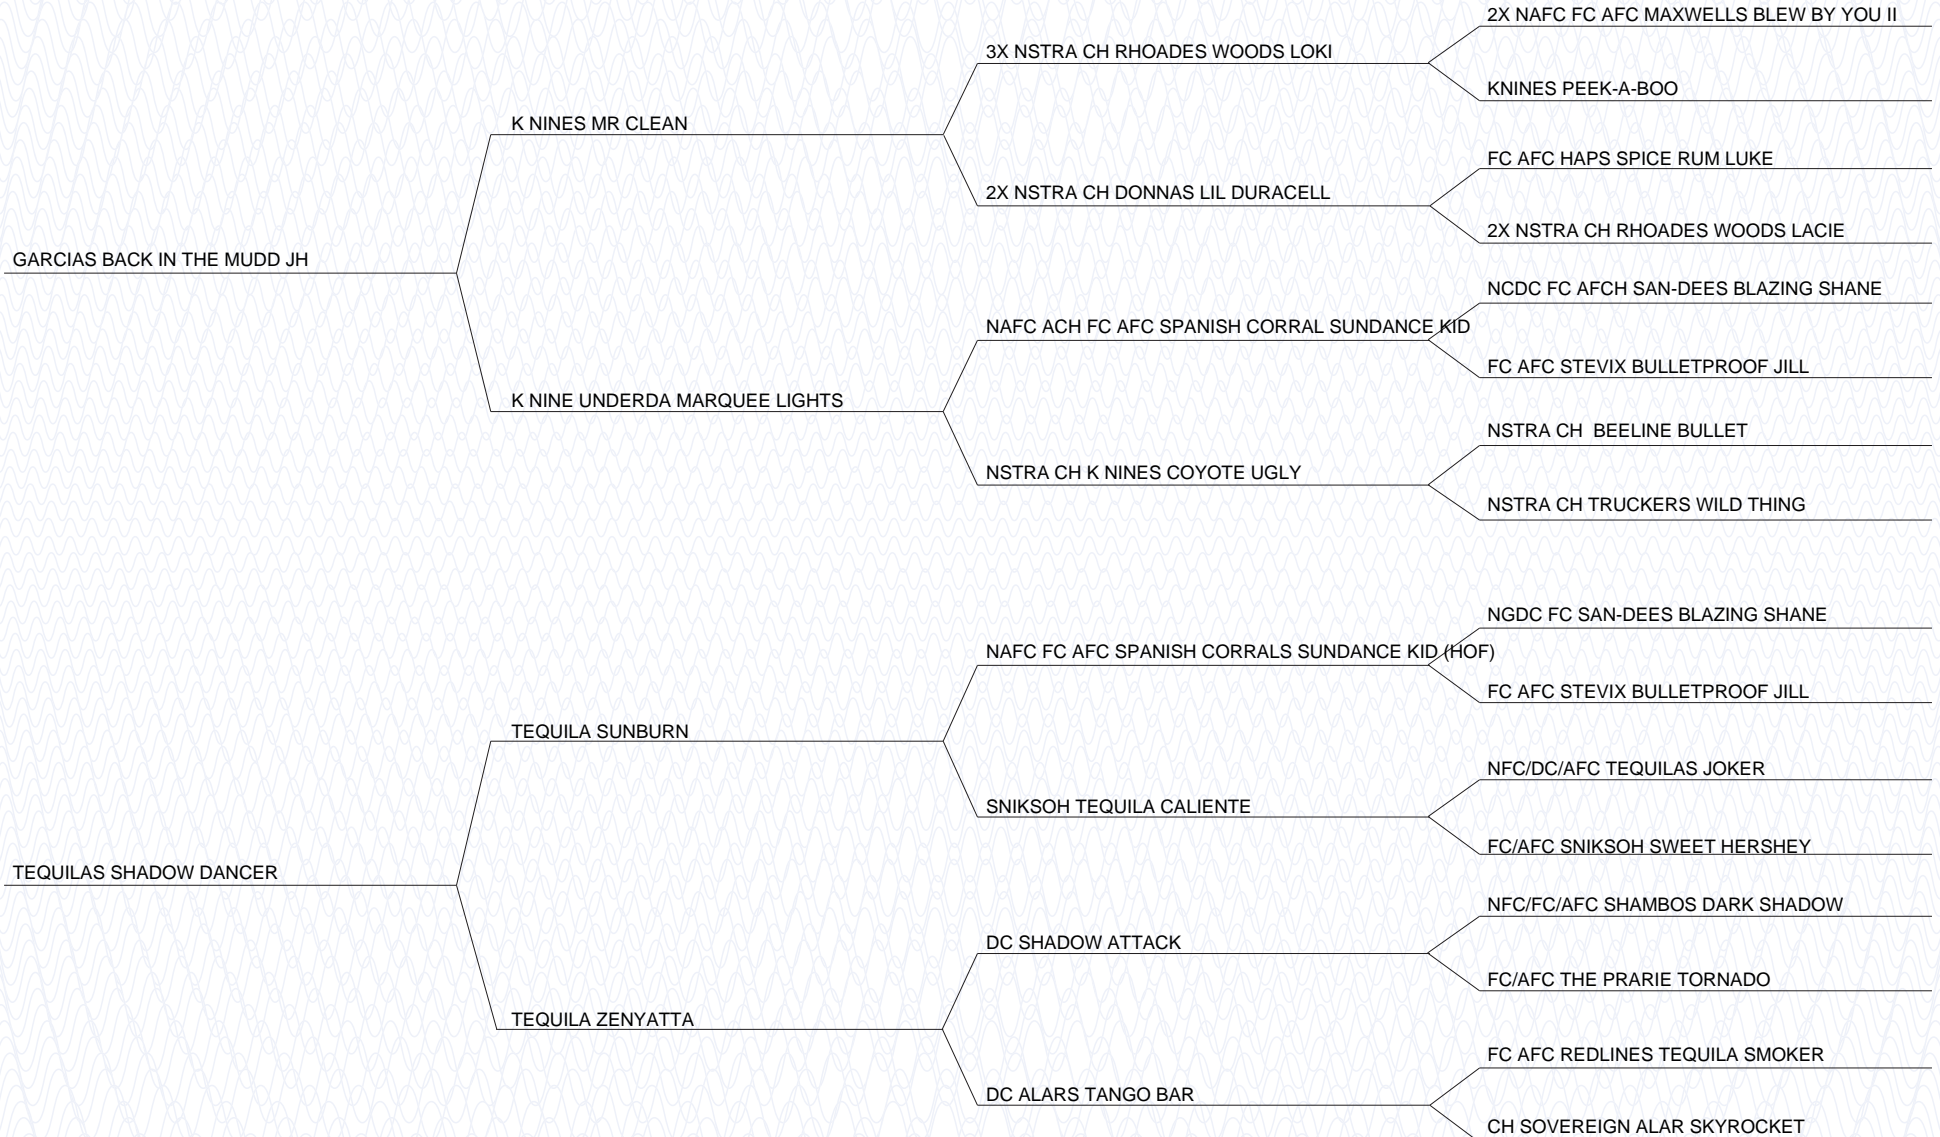 2X NAFC FC AFC MAXWELLS BLEW BY YOU II
3X NSTRA CH RHOADES WOODS LOKI
KNINES PEEK-A-BOO
K NINES MR CLEAN
FC AFC HAPS SPICE RUM LUKE
2X NSTRA CH DONNAS LIL DURACELL
2X NSTRA CH RHOADES WOODS LACIE
GARCIAS BACK IN THE MUDD JH
NCDC FC AFCH SAN-DEES BLAZING SHANE
NAFC ACH FC AFC SPANISH CORRAL SUNDANCE KID
FC AFC STEVIX BULLETPROOF JILL
K NINE UNDERDA MARQUEE LIGHTS
NSTRA CH  BEELINE BULLET
NSTRA CH K NINES COYOTE UGLY
NSTRA CH TRUCKERS WILD THING
NGDC FC SAN-DEES BLAZING SHANE
NAFC FC AFC SPANISH CORRALS SUNDANCE KID (HOF)
FC AFC STEVIX BULLETPROOF JILL
TEQUILA SUNBURN
NFC/DC/AFC TEQUILAS JOKER
SNIKSOH TEQUILA CALIENTE
FC/AFC SNIKSOH SWEET HERSHEY
TEQUILAS SHADOW DANCER
NFC/FC/AFC SHAMBOS DARK SHADOW
DC SHADOW ATTACK
FC/AFC THE PRARIE TORNADO
TEQUILA ZENYATTA
FC AFC REDLINES TEQUILA SMOKER
DC ALARS TANGO BAR
CH SOVEREIGN ALAR SKYROCKET